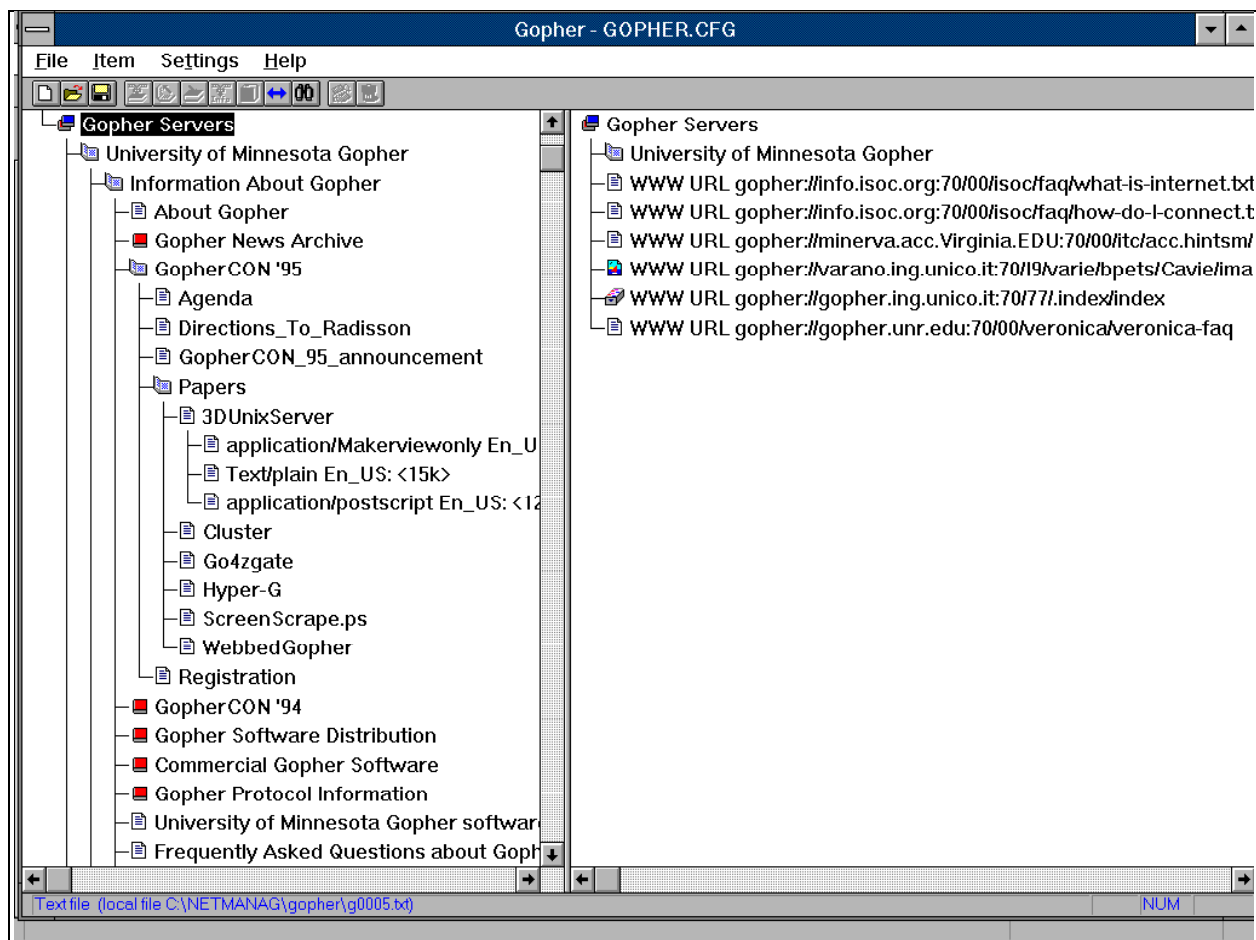 Gopher - GOPHER.CFG
File Item Settings Help
Gopher Servers
University of Minnesota Gopher
Information About Gopher
About Gopher
Gopher News Archive
GopherCON '95
Agenda
Directions_To_Radisson
GopherCON_95_announcement
Papers
3DUnixServer
application/Makerviewonly En_U
Text/plain En_US: <15k>
application/postscript En_US: <12
Cluster
Go4zgate
Hyper-G
ScreenScrape.ps
WebbedGopher
Registration
GopherCON '94
Gopher Software Distribution
Commercial Gopher Software
Gopher Protocol Information
University of Minnesota Gopher software
Frequently Asked Questions about Goph
Gopher Servers
University of Minnesota Gopher
WWW URL gopher://info.isoc.org:70/00/isoc/faq/what-is-internet.txt
WWW URL gopher://info.isoc.org:70/00/isoc/faq/how-do-I-connect.t
WWW URL gopher://minerva.acc.Virginia.EDU:70/00/itc/acc.hintsm/
WWW URL gopher://varano.ing.unico.it:70/I9/varie/bpets/Cavie/ima
WWW URL gopher://gopher.ing.unico.it:70/77/.index/index
WWW URL gopher://gopher.unr.edu:70/00/veronica/veronica-faq
Text file (local file C:\NETMANAG\gopher\g0005.txt)
NUM